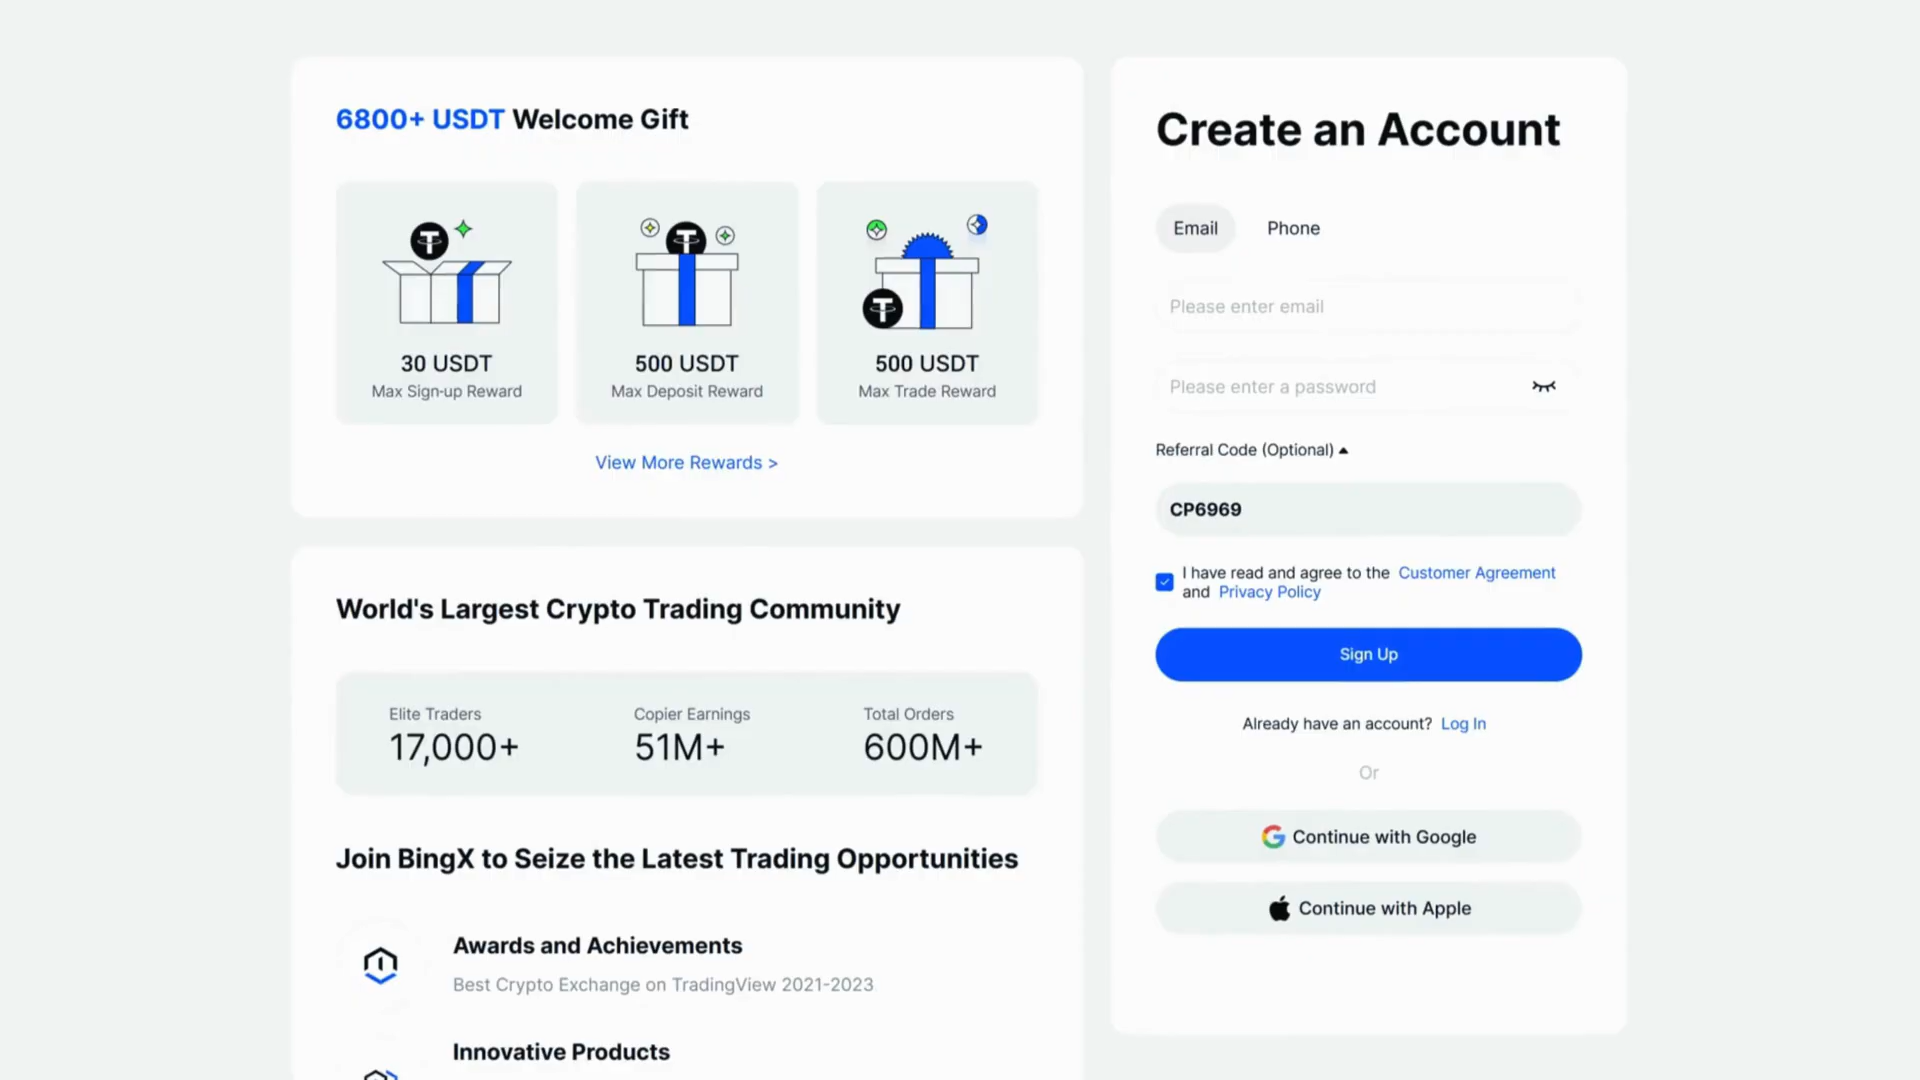 6800+ USDT Welcome Gift
30 USDT
Max Sign-up Reward
500 USDT
Max Deposit Reward
500 USDT
Max Trade Reward
View More Rewards >
World's Largest Crypto Trading Community
Elite Traders
17,000+
Copier Earnings
51M+
Total Orders
600M+
Join BingX to Seize the Latest Trading Opportunities
Awards and Achievements
Best Crypto Exchange on TradingView 2021-2023
Innovative Products
Create an Account
Email
Phone
Please enter email
Please enter a password
Referral Code (Optional)
CP6969
I have read and agree to the Customer Agreement
and Privacy Policy
Sign Up
Already have an account? Log In
Or
Continue with Google
Continue with Apple